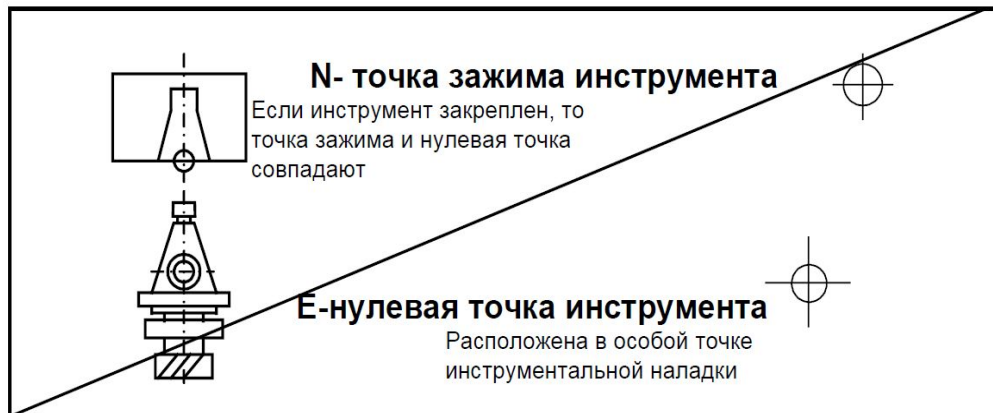 N- точка зажима инструмента
Если инструмент закреплен, то
точка зажима и нулевая точка
совпадают
Е-нулевая точка инструмента
Расположена в особой точке
инструментальной наладки